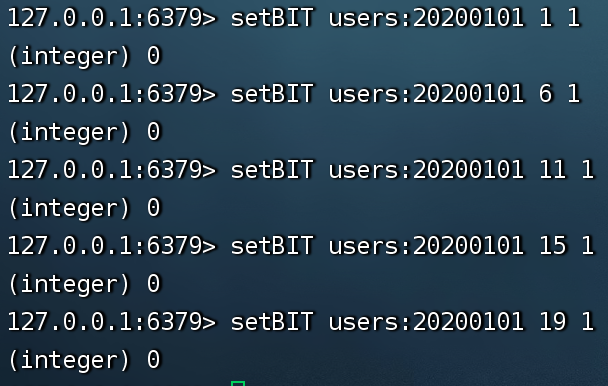 127.0.0.1:6379> setBIT users:20200101 1 1
(integer) 0
127.0.0.1:6379> setBIT users:20200101 6 1
(integer) 0
127.0.0.1:6379> setBIT users:20200101 11 1
(integer) 0
127.0.0.1:6379> setBIT users:20200101 15 1
(integer) 0
127.0.0.1:6379> setBIT users:20200101 19 1
(integer) 0